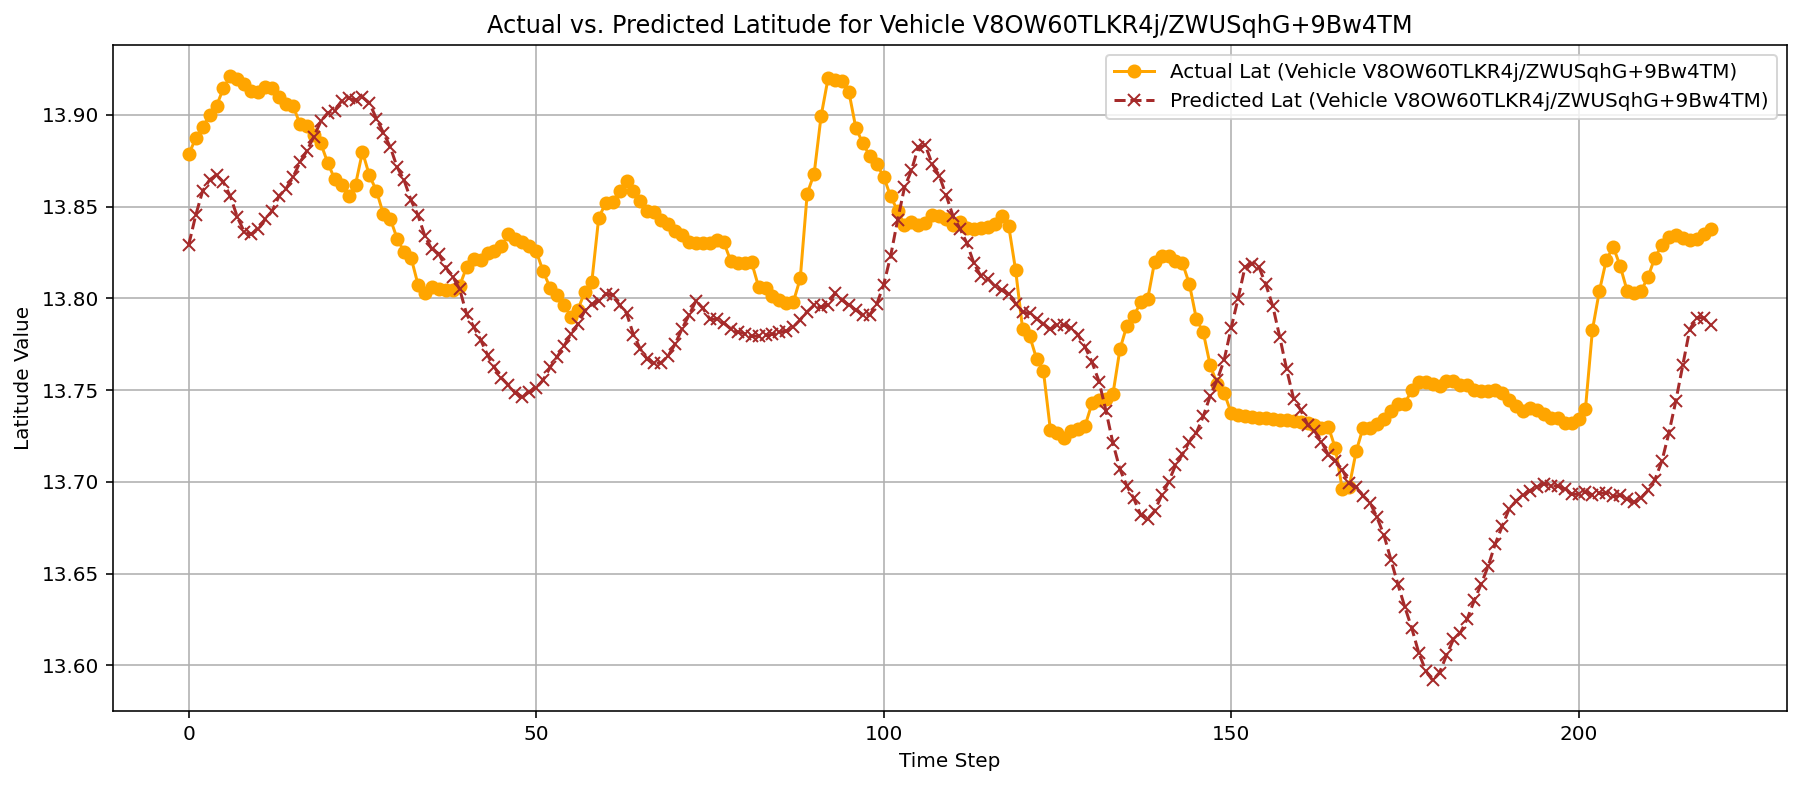 Actual vs. Predicted Latitude for Vehicle V8OW60TLKR4j/ZWUSqhG+9Bw4TM
Actual Lat (Vehicle V8OW60TLKR4j/ZWUSqhG+9Bw4TM)
Predicted Lat (Vehicle V8OW60TLKR4j/ZWUSqhG+9Bw4TM)
Latitude Value
13.90
13.85
13.80
13.75
13.70
13.65
13.60
0 50 100 150 200
Time Step